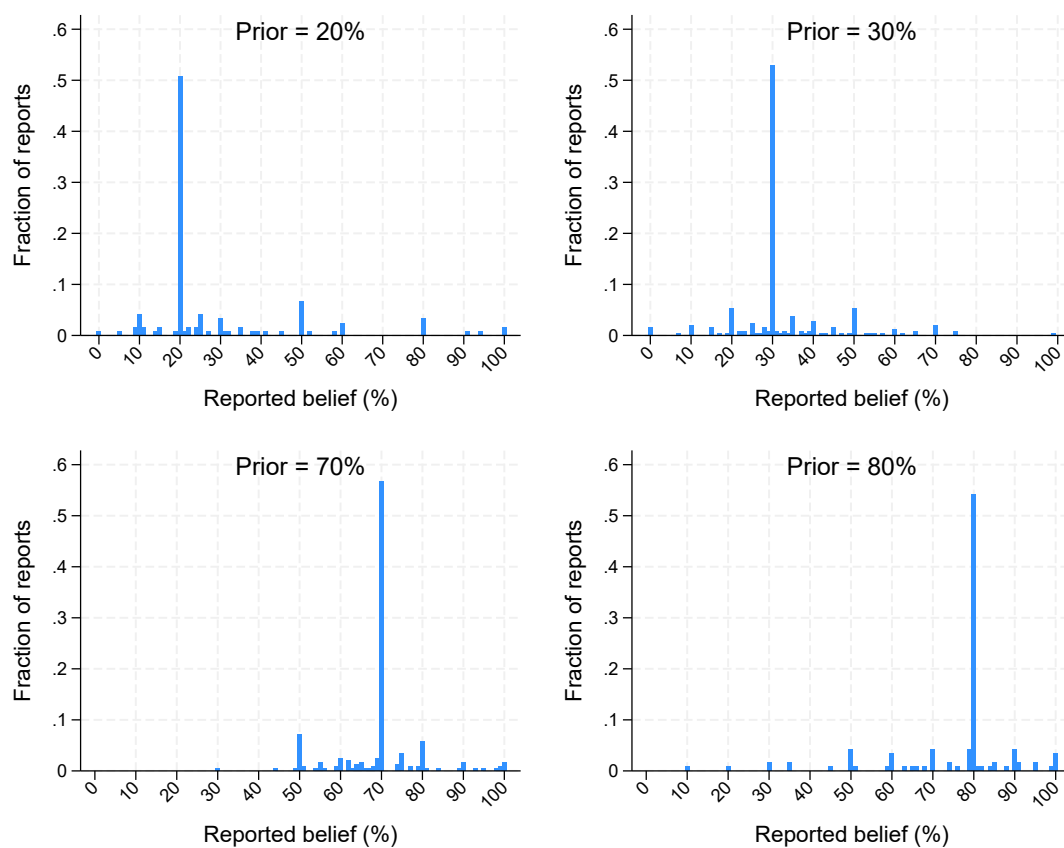 Prior = 20%
Fraction of reports
.6
.5
.4
.3
.2
.1
0
0 10 20 30 40 50 60 70 80 90 100
Reported belief (%)
Prior = 30%
Fraction of reports
.6
.5
.4
.3
.2
.1
0
0 10 20 30 40 50 60 70 80 90 100
Reported belief (%)
Prior = 70%
Fraction of reports
.6
.5
.4
.3
.2
.1
0
0 10 20 30 40 50 60 70 80 90 100
Reported belief (%)
Prior = 80%
Fraction of reports
.6
.5
.4
.3
.2
.1
0
0 10 20 30 40 50 60 70 80 90 100
Reported belief (%)